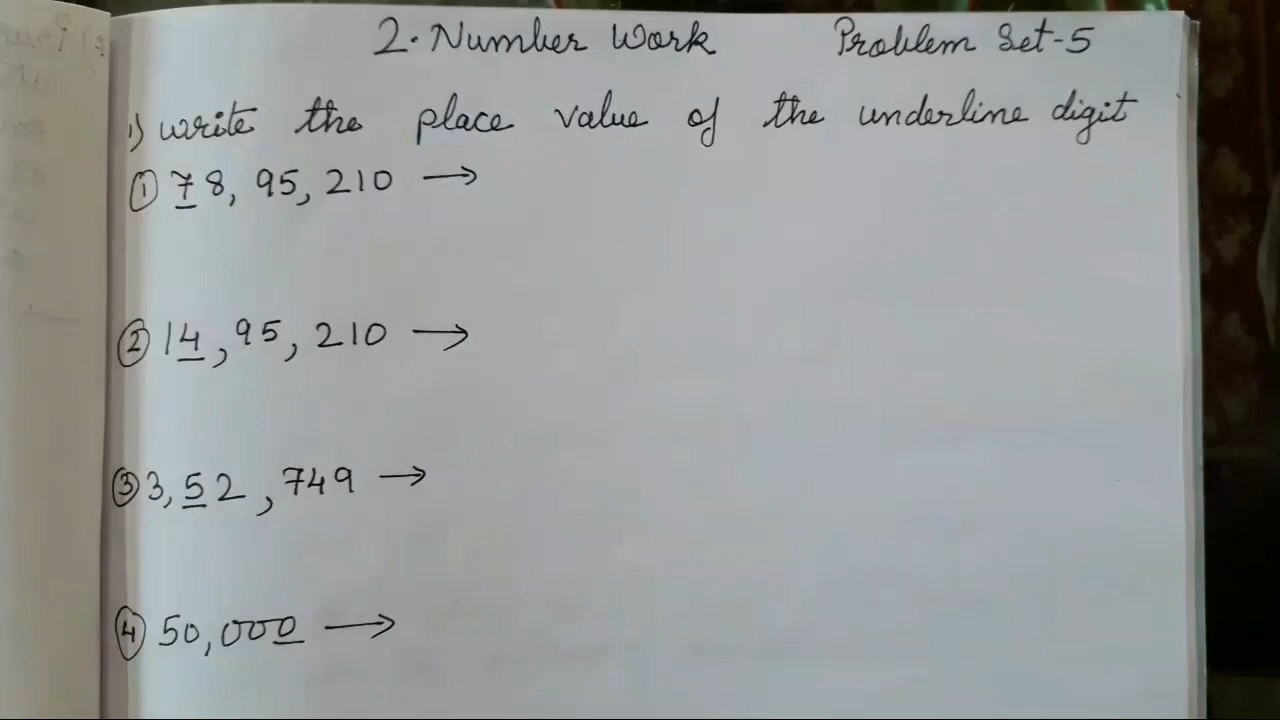 2. Number Work Problem Set-5
1) write the place value of the underline digit
① 78, 95, 210 →
② 14, 95, 210 →
③ 3, 52, 749 →
④ 50,000 →